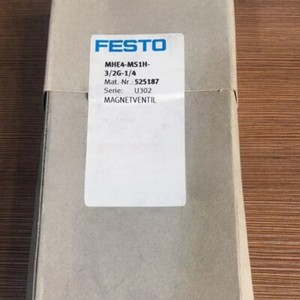 FESTO
MHE4-MS1H-
3/2G-1/4
Mat.-Nr.: 525187
Serie: U302
MAGNETVENTIL